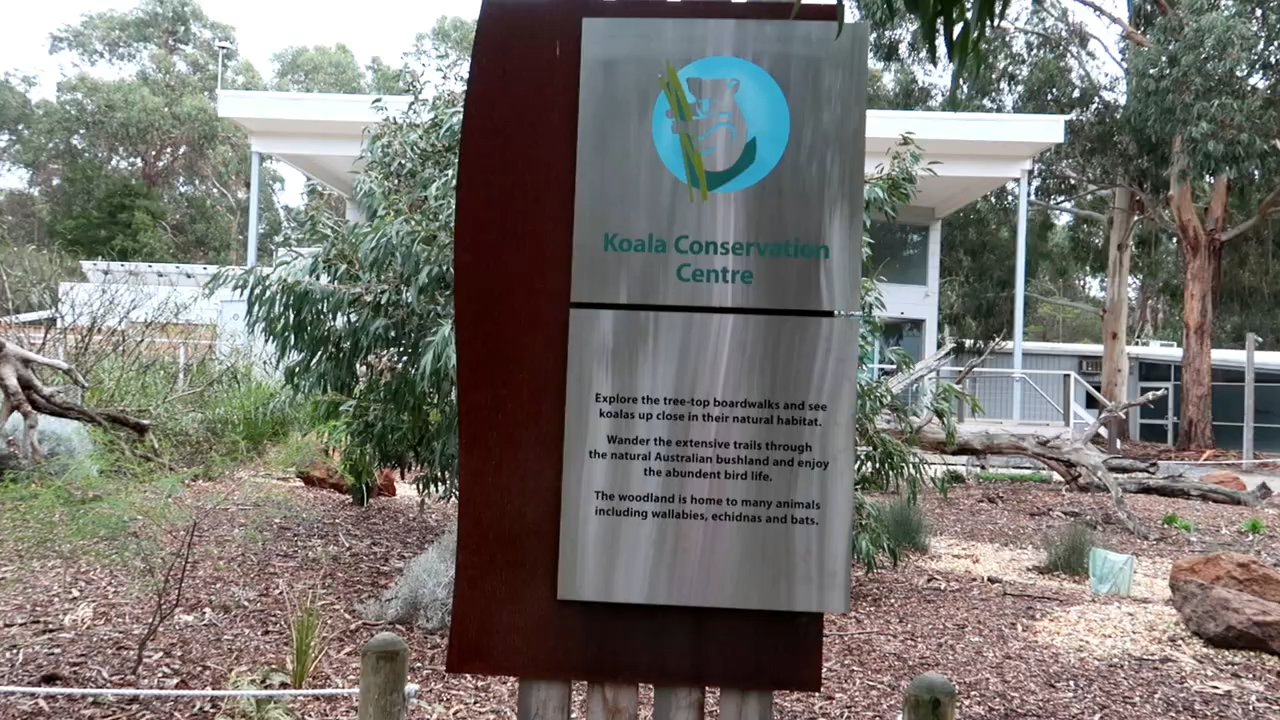 Koala Conservation
Centre
Explore the tree-top boardwalks and see
koalas up close in their natural habitat.
Wander the extensive trails through
the natural Australian bushland and enjoy
the abundent bird life.
The woodland is home to many animals
including wallabies, echidnas and bats.